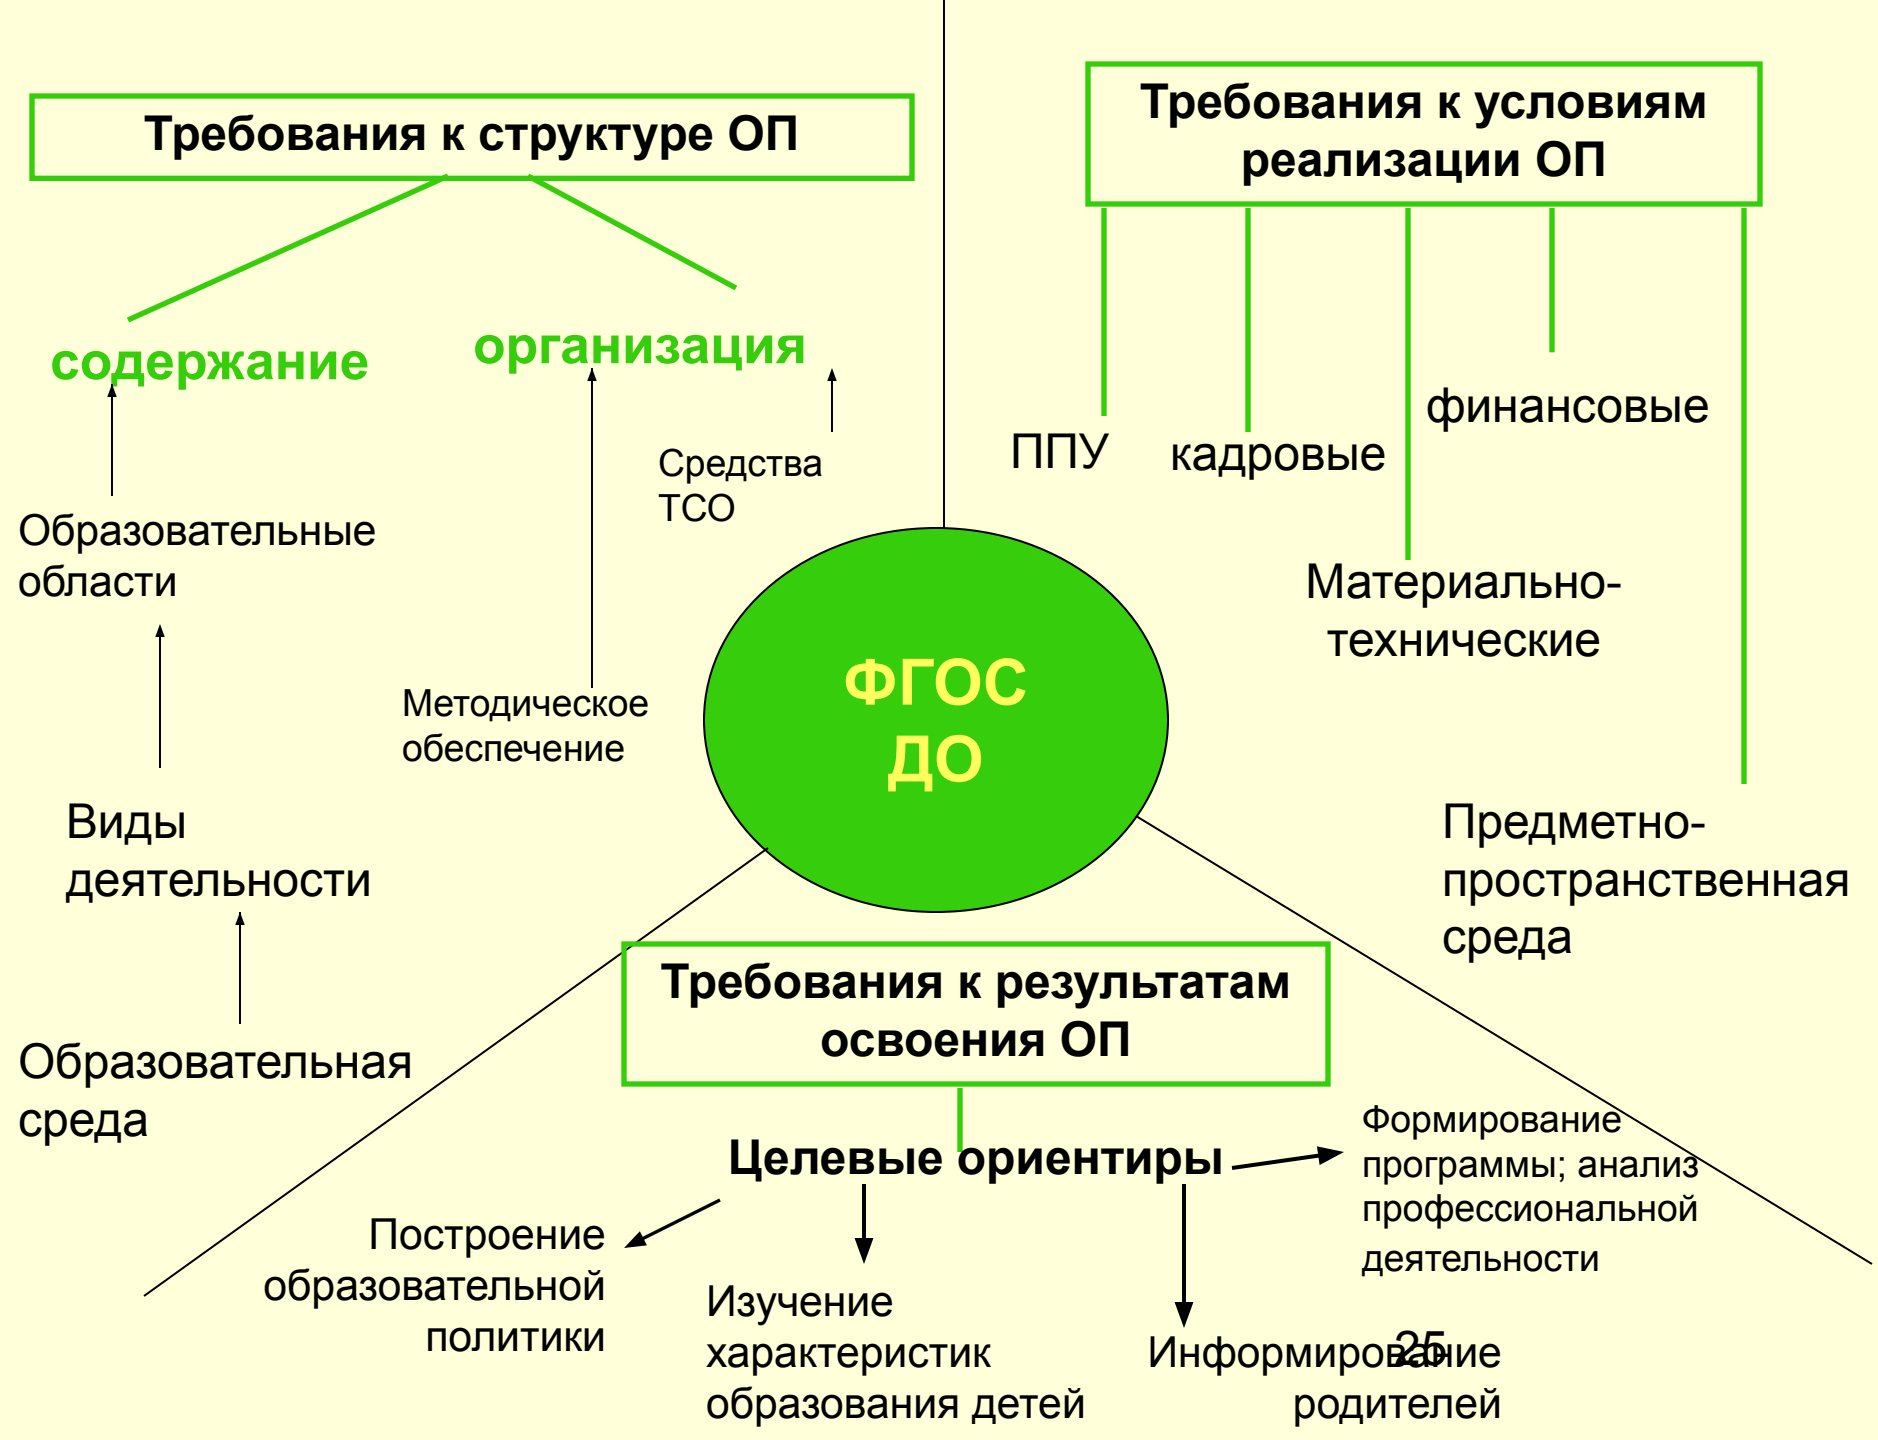 Требования к структуре ОП
содержание
организация
Средства
ТСО
Образовательные
области
Методическое
обеспечение
Виды
деятельности
Образовательная
среда
Требования к условиям
реализации ОП
ППУ
кадровые
финансовые
Материально-
технические
Предметно-
пространственная
среда
ФГОС
ДО
Требования к результатам
освоения ОП
Целевые ориентиры
Построение
образовательной
политики
Изучение
характеристик
образования детей
Информирование
родителей
Формирование
программы; анализ
профессиональной
деятельности
25